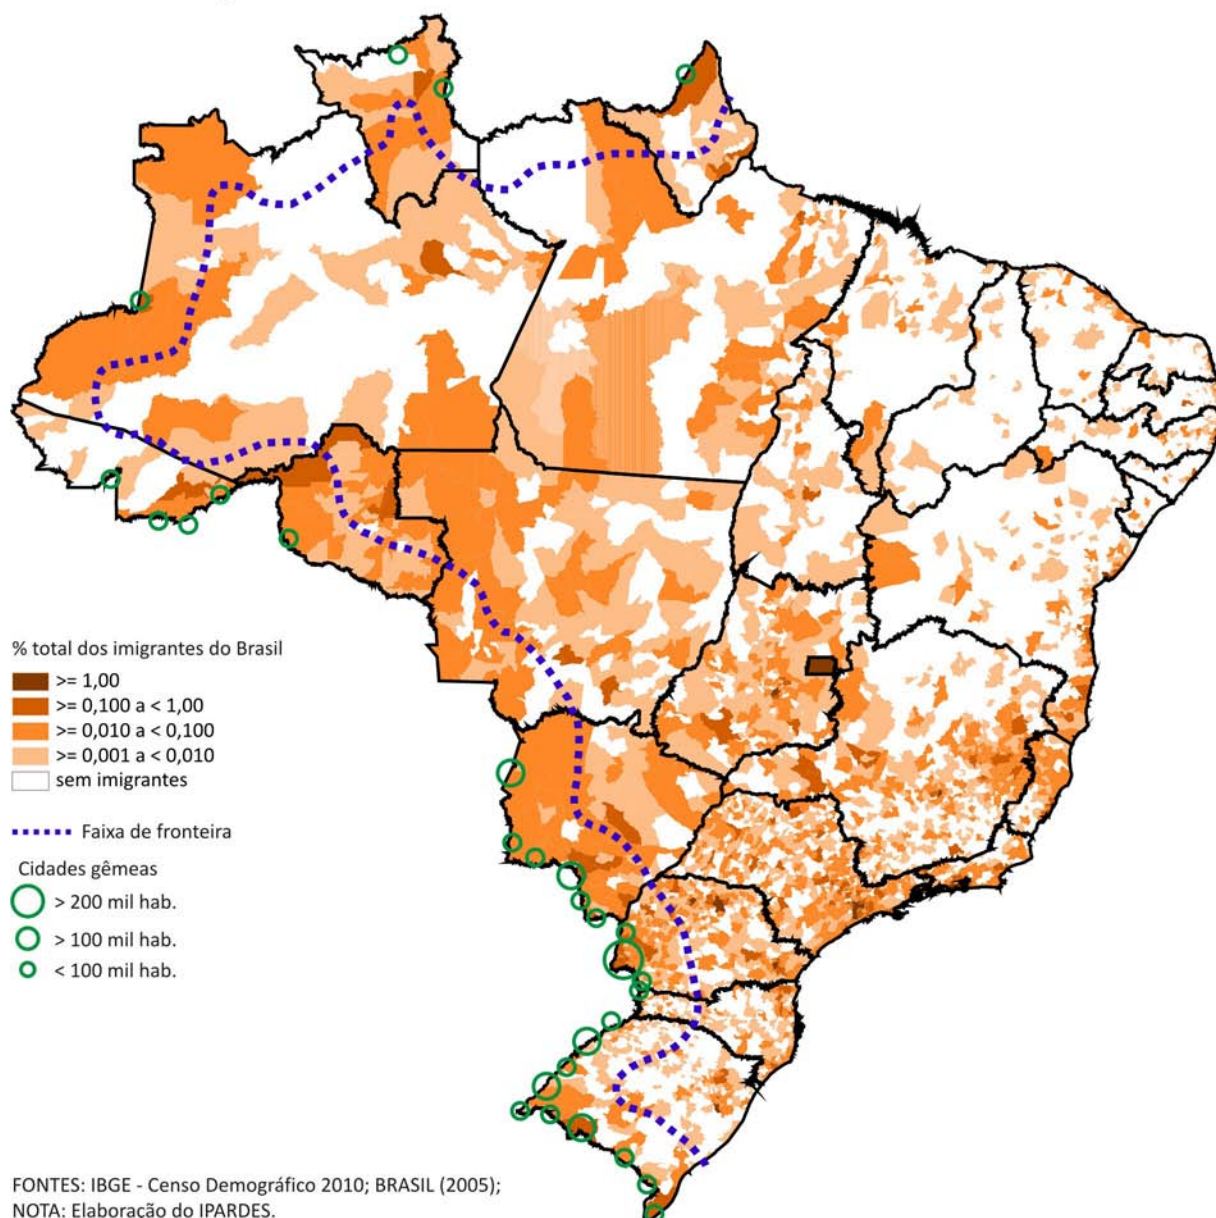 % total dos imigrantes do Brasil
>= 1,00
>= 0,100 a < 1,00
>= 0,010 a < 0,100
>= 0,001 a < 0,010
sem imigrantes
Faixa de fronteira
Cidades gêmeas
> 200 mil hab.
> 100 mil hab.
< 100 mil hab.
FONTES: IBGE - Censo Demográfico 2010; BRASIL (2005);
NOTA: Elaboração do IPARDES.